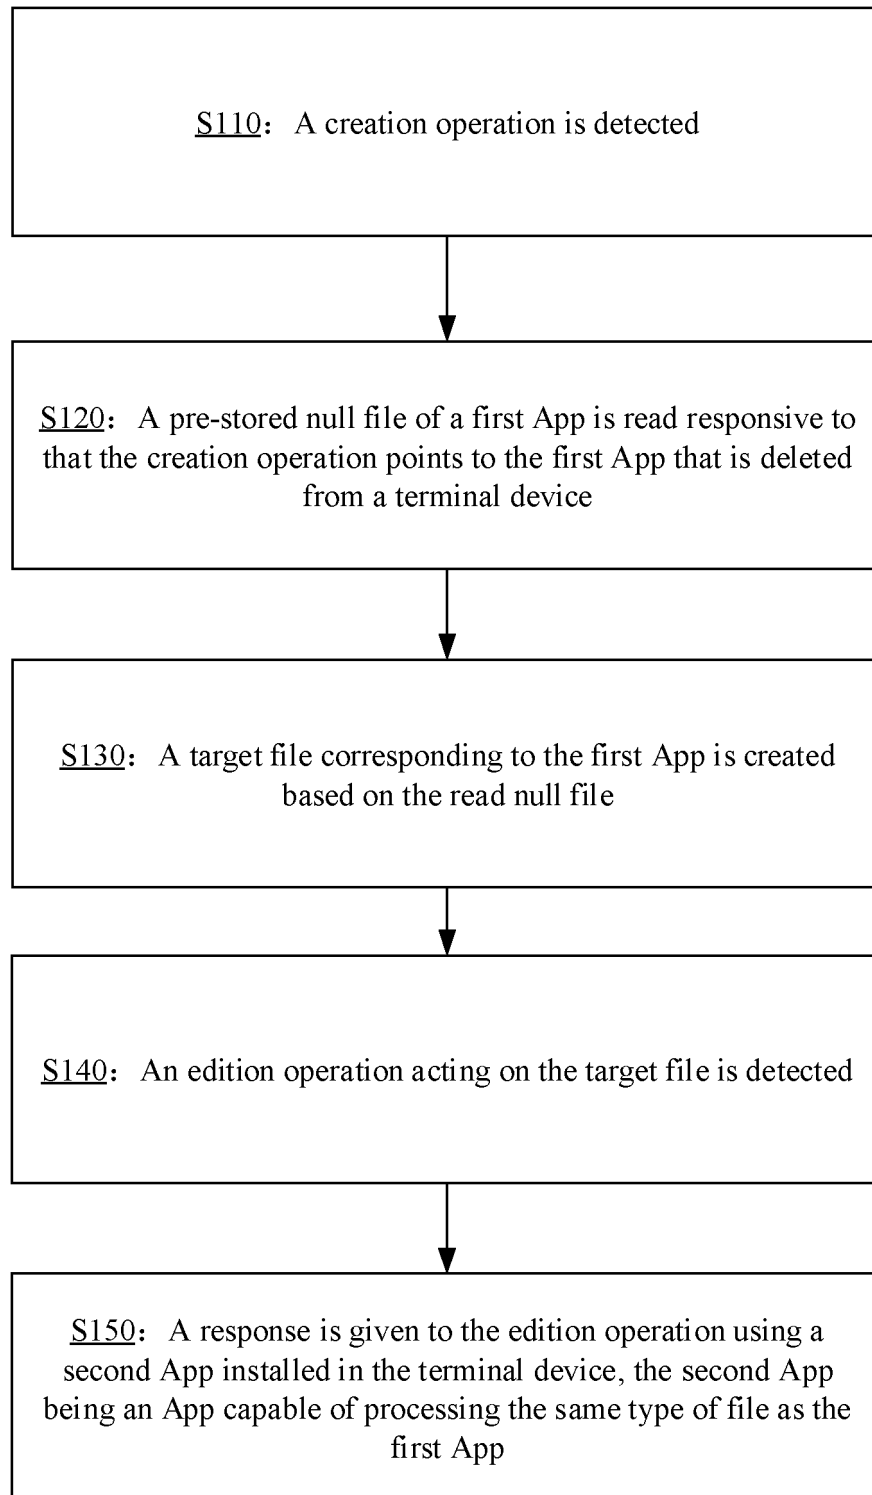 S110：A creation operation is detected
S120：A pre-stored null file of a first App is read responsive to
that the creation operation points to the first App that is deleted
from a terminal device
S130：A target file corresponding to the first App is created
based on the read null file
S140：An edition operation acting on the target file is detected
S150：A response is given to the edition operation using a
second App installed in the terminal device, the second App
being an App capable of processing the same type of file as the
first App